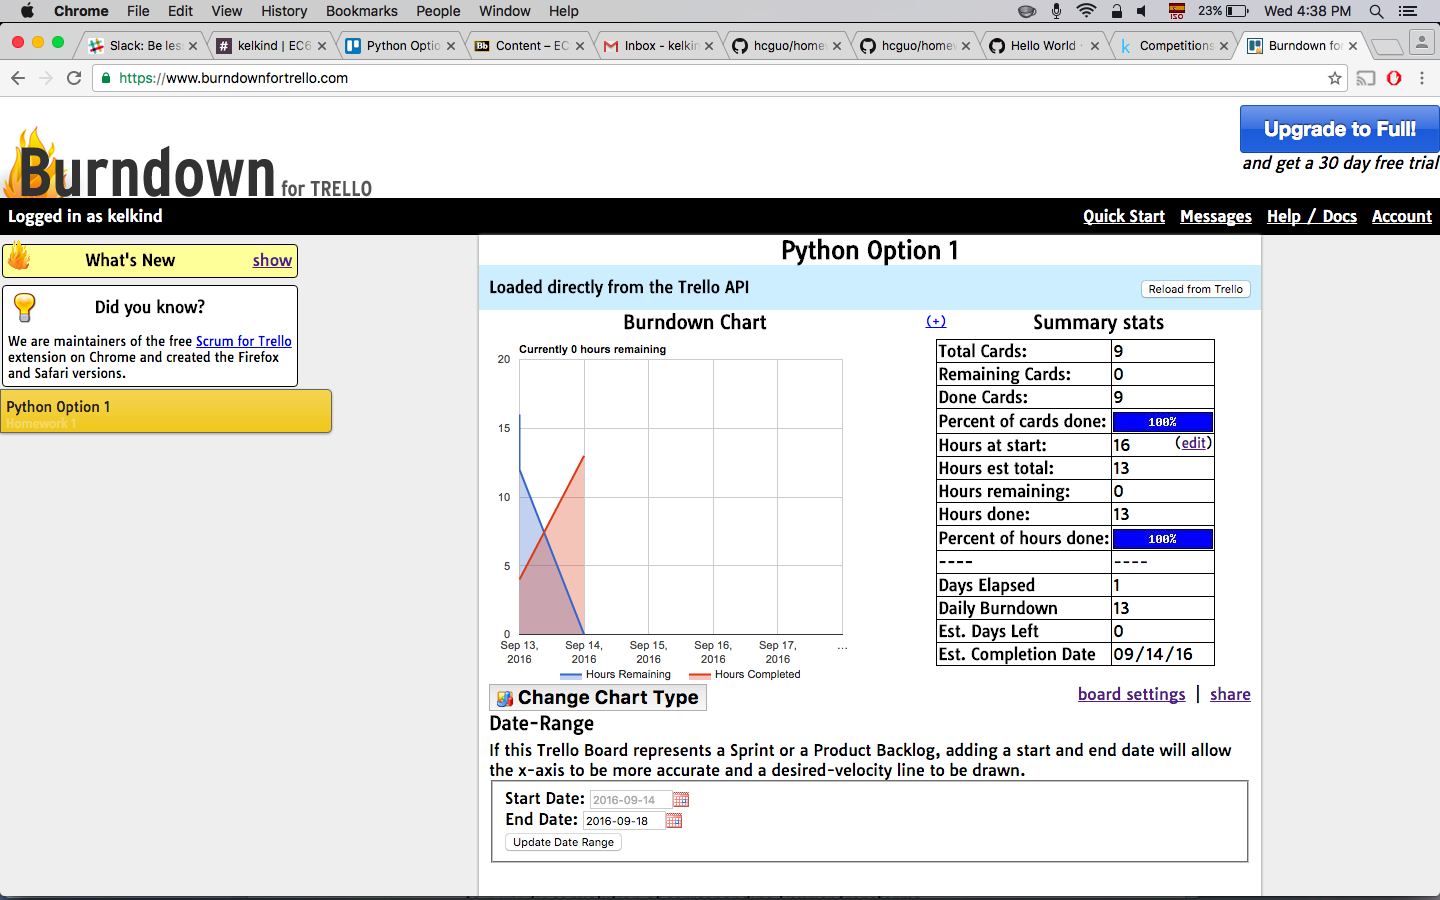 Chrome File Edit View History Bookmarks People Window Help 23% Wed 4:38 PM
ISO
Slack: Be les kelkind | EC6 Python Optio Content – EC Inbox - kelkin hcguo/home hcguo/home Hello World Competitions Burndown for
https://www.burndownfortrello.com
Upgrade to Full!
and get a 30 day free trial
Burndown for TRELLO
Logged in as kelkind
Quick Start Messages Help / Docs Account
What's New show
Did you know?
We are maintainers of the free Scrum for Trello
extension on Chrome and created the Firefox
and Safari versions.
Python Option 1
Homework 1
Python Option 1
Loaded directly from the Trello API
Reload from Trello
Burndown Chart
Currently 0 hours remaining
20
15
10
5
0
Sep 13, 2016
Sep 14, 2016
Sep 15, 2016
Sep 16, 2016
Sep 17, 2016
...
Hours Remaining Hours Completed
(+)
Summary stats
Total Cards: 9
Remaining Cards: 0
Done Cards: 9
Percent of cards done: 100%
Hours at start: 16 (edit)
Hours est total: 13
Hours remaining: 0
Hours done: 13
Percent of hours done: 100%
---- ----
Days Elapsed 1
Daily Burndown 13
Est. Days Left 0
Est. Completion Date 09/14/16
Change Chart Type
board settings | share
Date-Range
If this Trello Board represents a Sprint or a Product Backlog, adding a start and end date will allow
the x-axis to be more accurate and a desired-velocity line to be drawn.
Start Date: 2016-09-14
End Date: 2016-09-18
Update Date Range